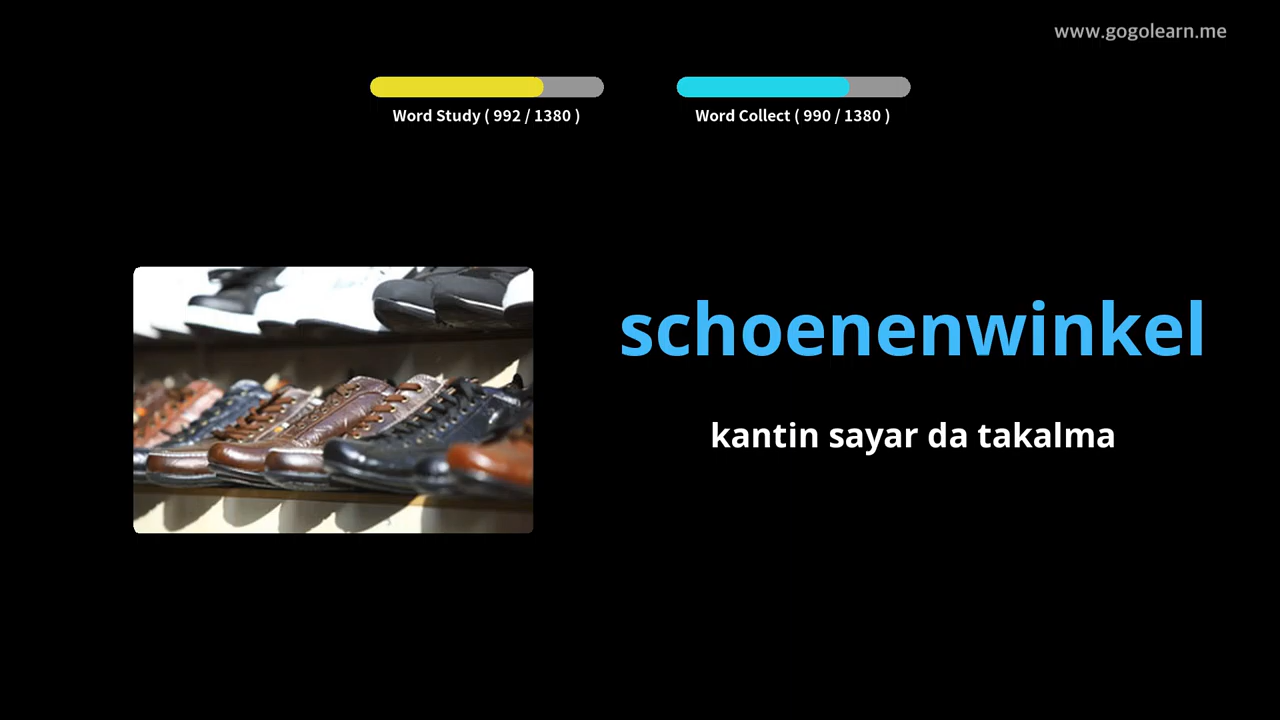 www.gogolearn.me
Word Study ( 992 / 1380 )
Word Collect ( 990 / 1380 )
schoenenwinkel
kantin sayar da takalma